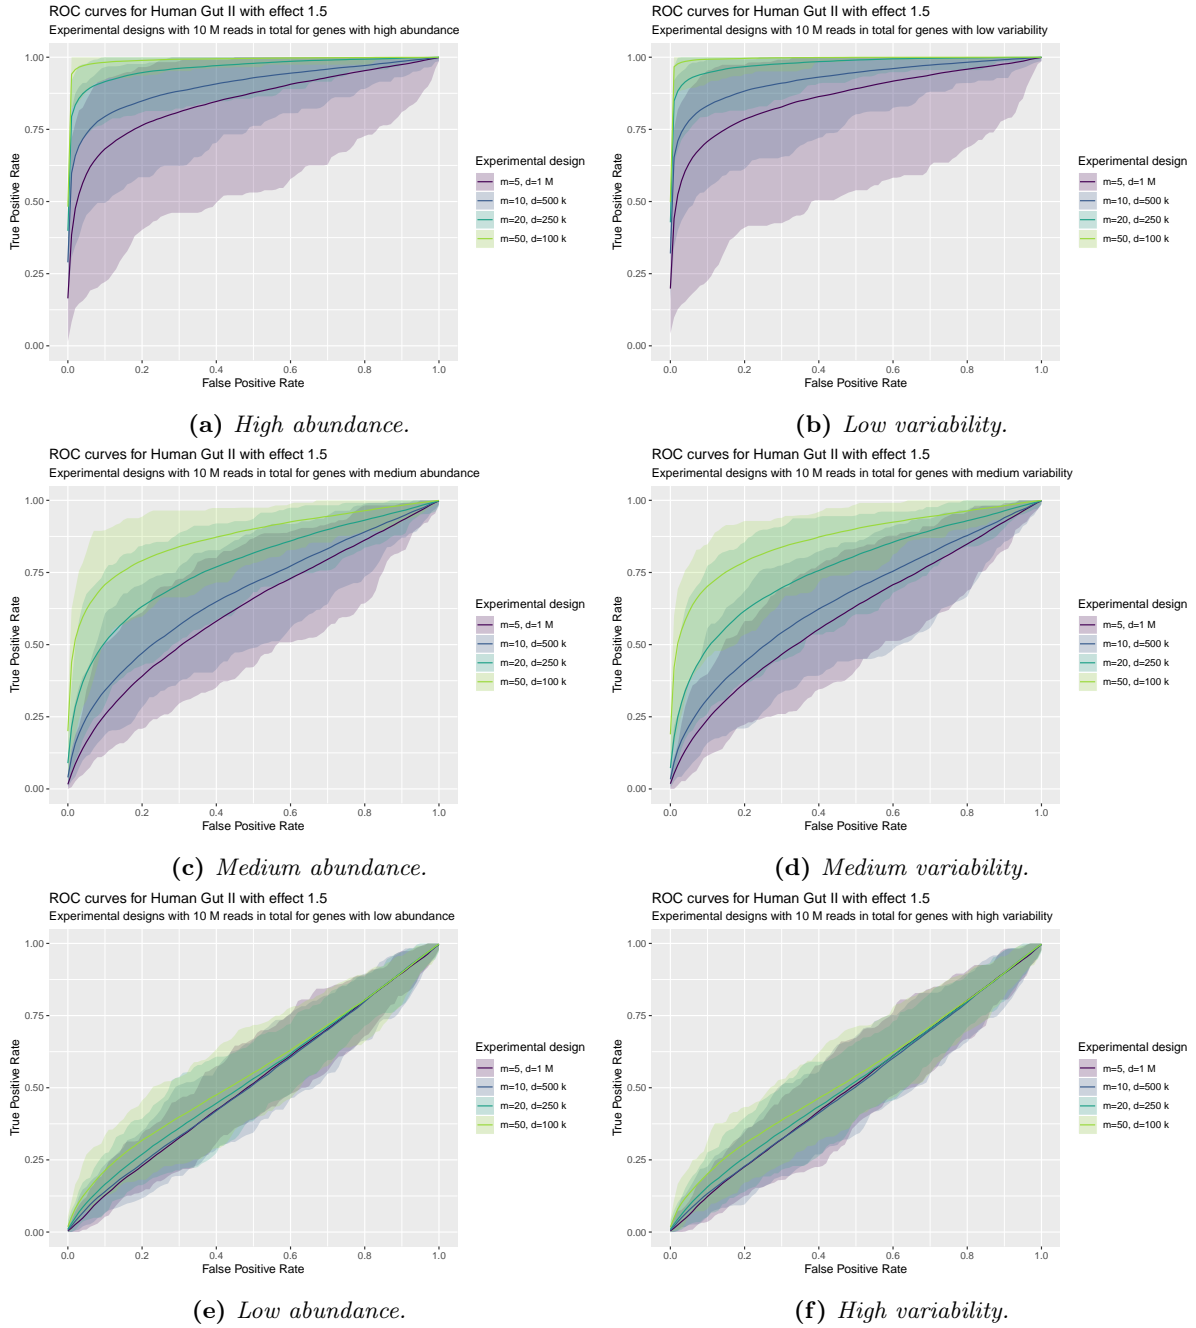 ROC curves for Human Gut II with effect 1.5
Experimental designs with 10 M reads in total for genes with high abundance
True Positive Rate
1.00
0.75
0.50
0.25
0.00
0.0 0.2 0.4 0.6 0.8 1.0
False Positive Rate
Experimental design
m=5, d=1 M
m=10, d=500 k
m=20, d=250 k
m=50, d=100 k
(a) High abundance.
ROC curves for Human Gut II with effect 1.5
Experimental designs with 10 M reads in total for genes with low variability
True Positive Rate
1.00
0.75
0.50
0.25
0.00
0.0 0.2 0.4 0.6 0.8 1.0
False Positive Rate
Experimental design
m=5, d=1 M
m=10, d=500 k
m=20, d=250 k
m=50, d=100 k
(b) Low variability.
ROC curves for Human Gut II with effect 1.5
Experimental designs with 10 M reads in total for genes with medium abundance
True Positive Rate
1.00
0.75
0.50
0.25
0.00
0.0 0.2 0.4 0.6 0.8 1.0
False Positive Rate
Experimental design
m=5, d=1 M
m=10, d=500 k
m=20, d=250 k
m=50, d=100 k
(c) Medium abundance.
ROC curves for Human Gut II with effect 1.5
Experimental designs with 10 M reads in total for genes with medium variability
True Positive Rate
1.00
0.75
0.50
0.25
0.00
0.0 0.2 0.4 0.6 0.8 1.0
False Positive Rate
Experimental design
m=5, d=1 M
m=10, d=500 k
m=20, d=250 k
m=50, d=100 k
(d) Medium variability.
ROC curves for Human Gut II with effect 1.5
Experimental designs with 10 M reads in total for genes with low abundance
True Positive Rate
1.00
0.75
0.50
0.25
0.00
0.0 0.2 0.4 0.6 0.8 1.0
False Positive Rate
Experimental design
m=5, d=1 M
m=10, d=500 k
m=20, d=250 k
m=50, d=100 k
(e) Low abundance.
ROC curves for Human Gut II with effect 1.5
Experimental designs with 10 M reads in total for genes with high variability
True Positive Rate
1.00
0.75
0.50
0.25
0.00
0.0 0.2 0.4 0.6 0.8 1.0
False Positive Rate
Experimental design
m=5, d=1 M
m=10, d=500 k
m=20, d=250 k
m=50, d=100 k
(f) High variability.